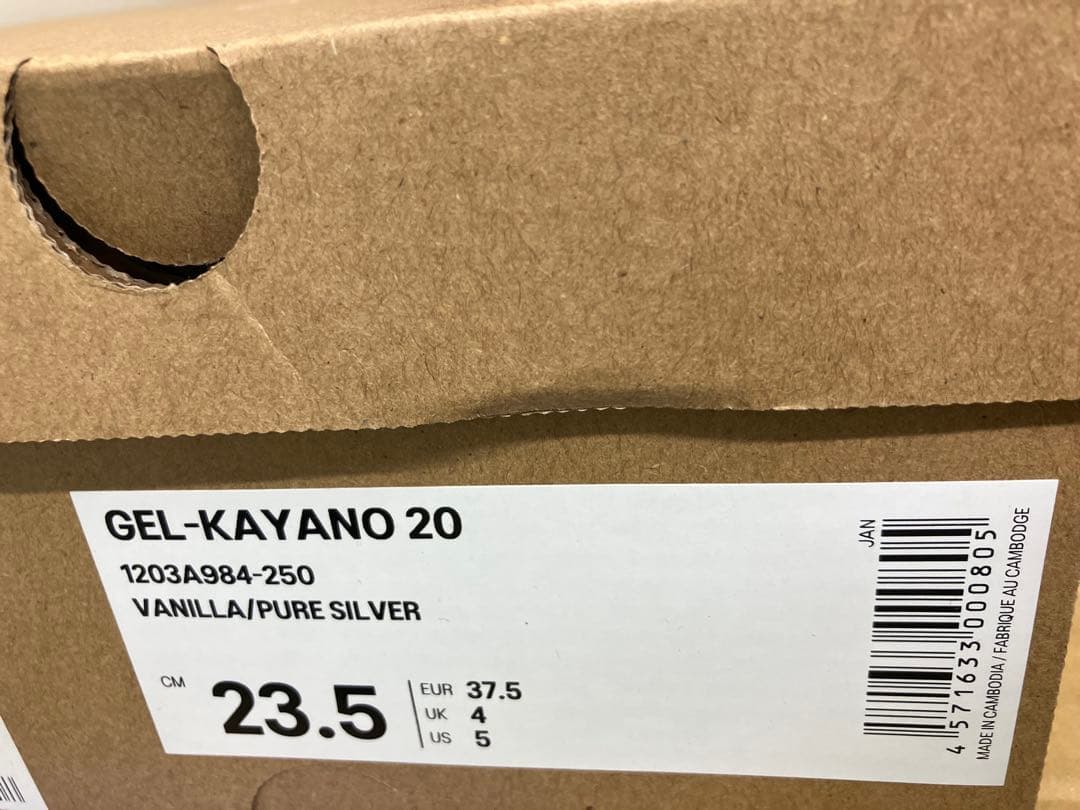 GEL-KAYANO 20
1203A984-250
VANILLA/PURE SILVER
CM 23.5
EUR 37.5
UK 4
US 5
JAN
4 571633 000805
MADE IN CAMBODIA / FABRIQUE AU CAMBODGE